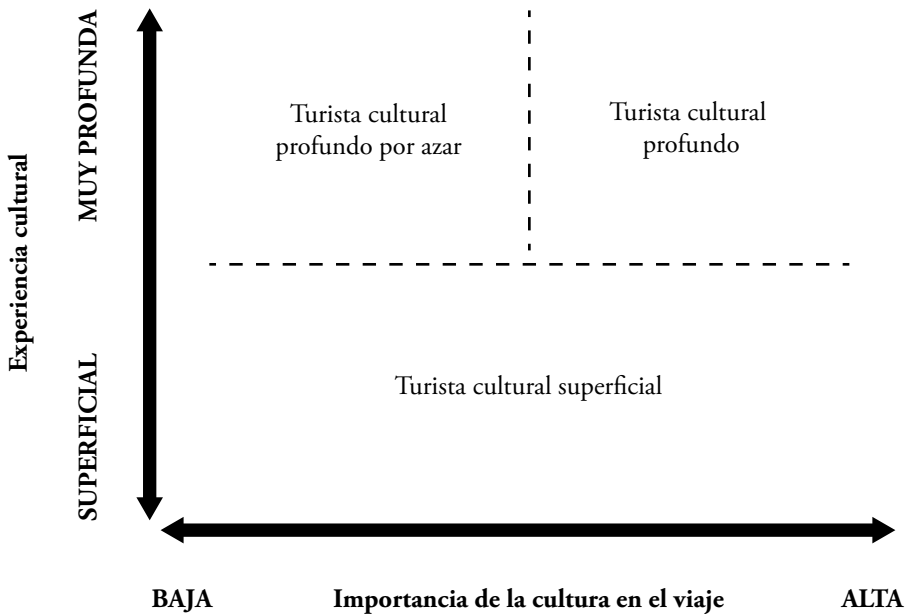 Experiencia cultural
MUY PROFUNDA
SUPERFICIAL
Turista cultural
profundo por azar
Turista cultural
profundo
Turista cultural superficial
BAJA
Importancia de la cultura en el viaje
ALTA